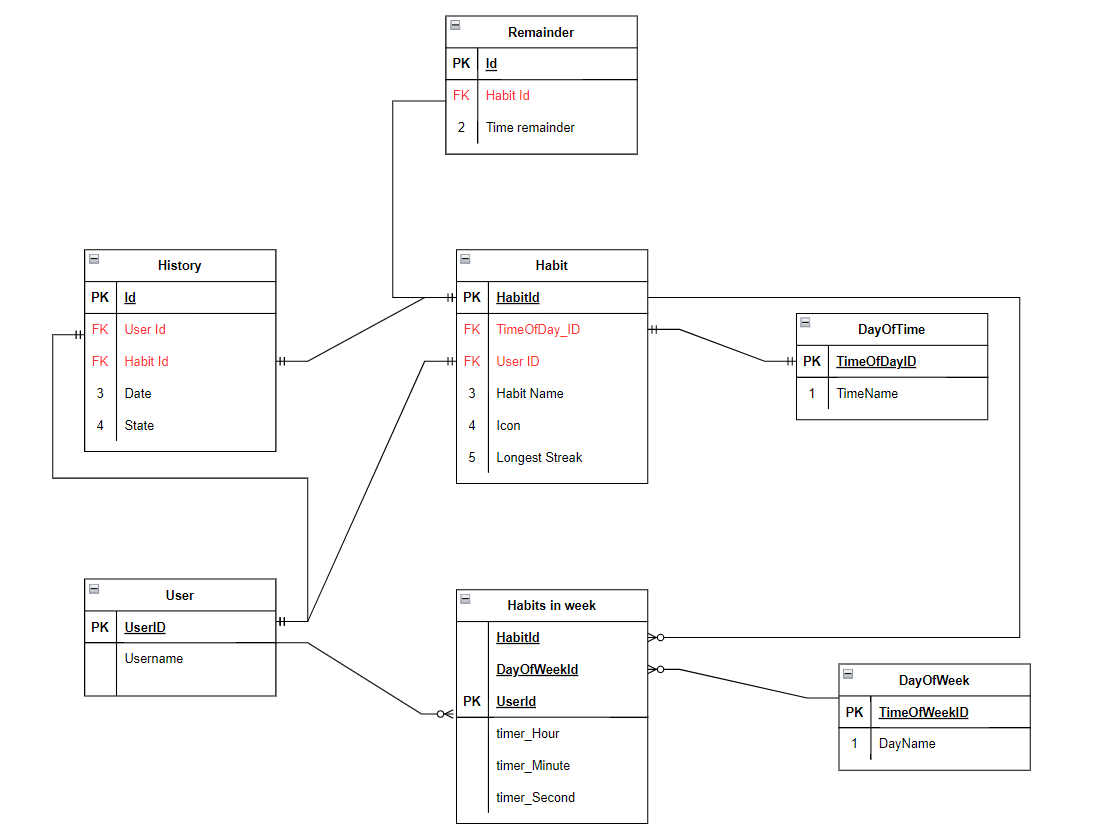 Remainder
PK Id
FK Habit Id
2 Time remainder
History
PK Id
FK User Id
FK Habit Id
3 Date
4 State
Habit
PK HabitId
FK TimeOfDay_ID
FK User ID
3 Habit Name
4 Icon
5 Longest Streak
DayOfTime
PK TimeOfDayID
1 TimeName
User
PK UserID
Username
Habits in week
HabitId
DayOfWeekId
PK UserId
timer_Hour
timer_Minute
timer_Second
DayOfWeek
PK TimeOfWeekID
1 DayName